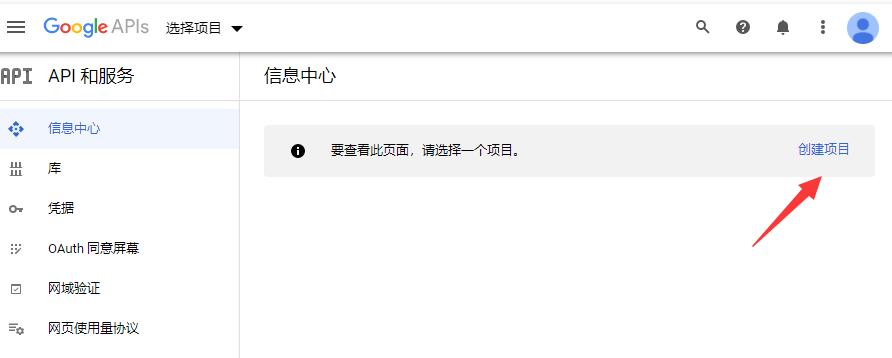 Google APIs 选择项目
API API 和服务
信息中心
信息中心
要查看此页面，请选择一个项目。 创建项目
库
凭据
OAuth 同意屏幕
网域验证
网页使用量协议